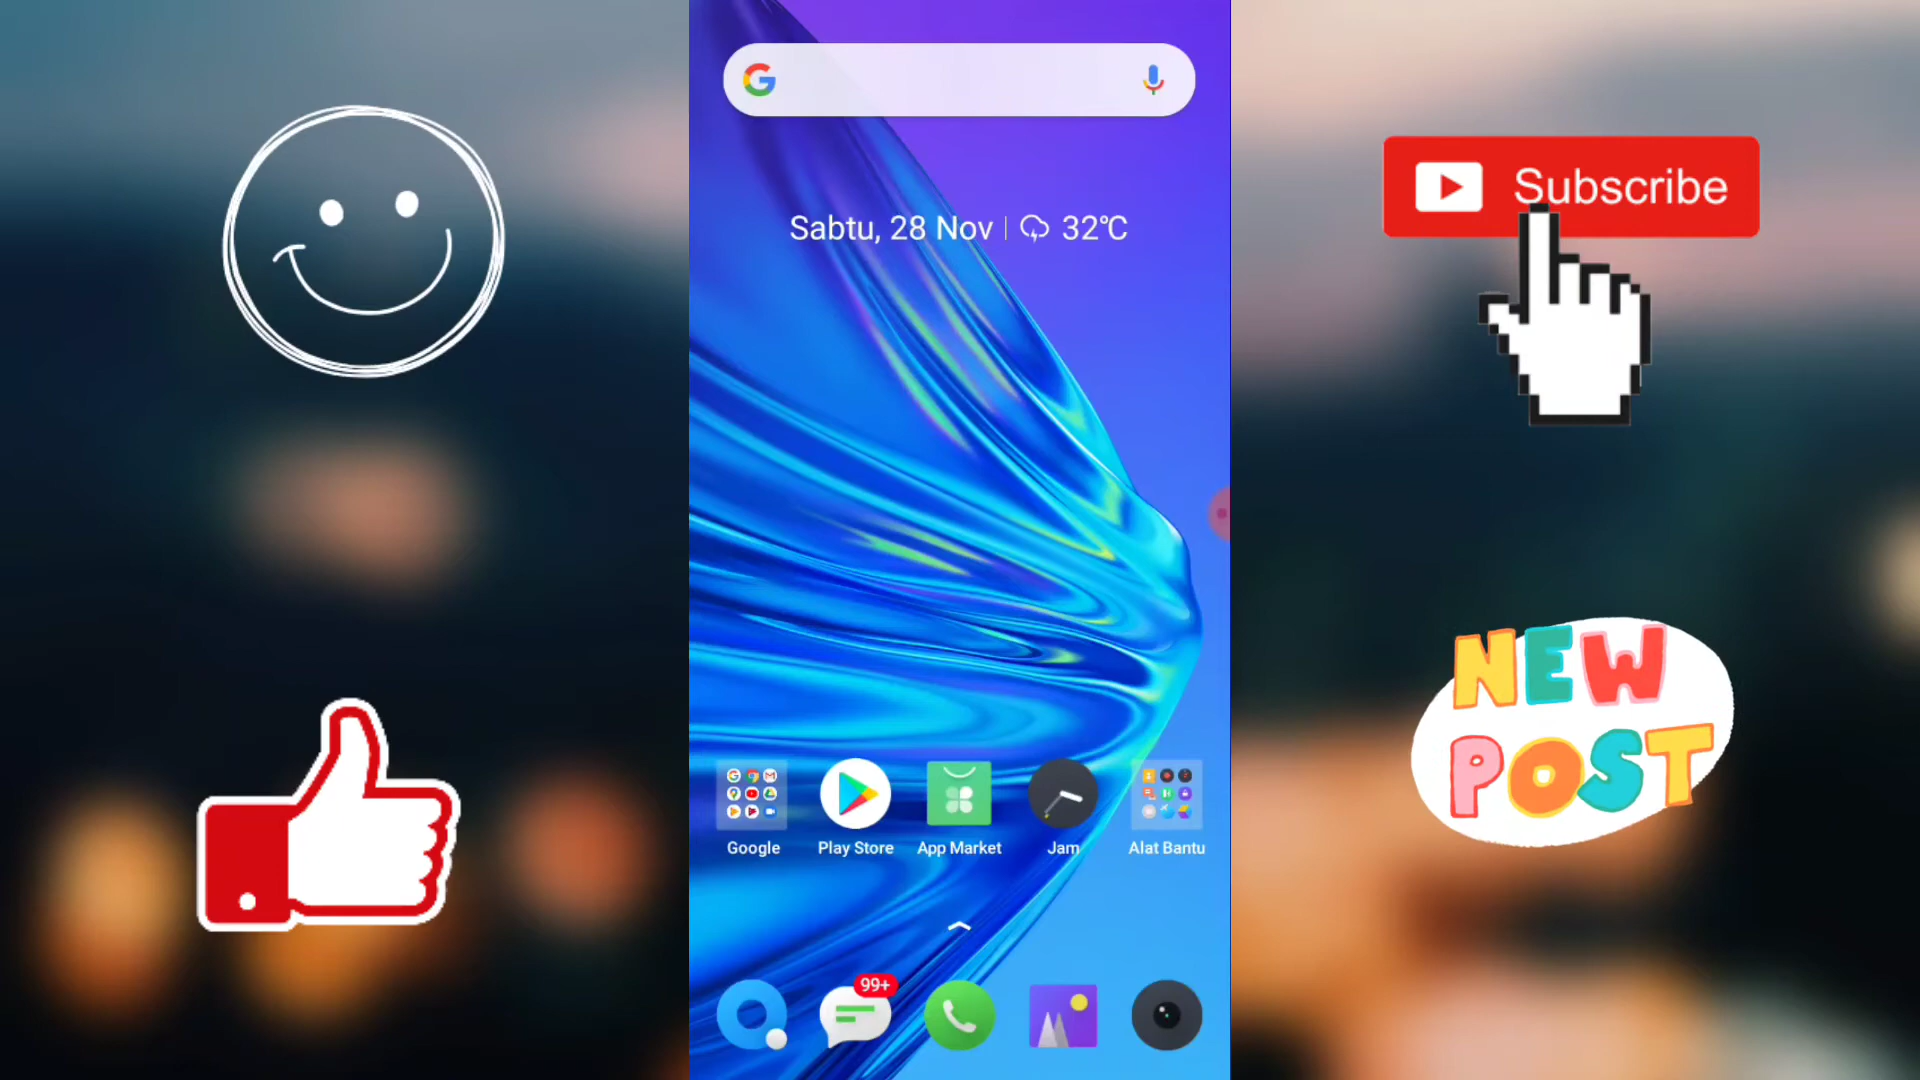 Subscribe
Sabtu, 28 Nov | 32°C
NEW
POST
Google
Play Store
App Market
Jam
Alat Bantu
99+